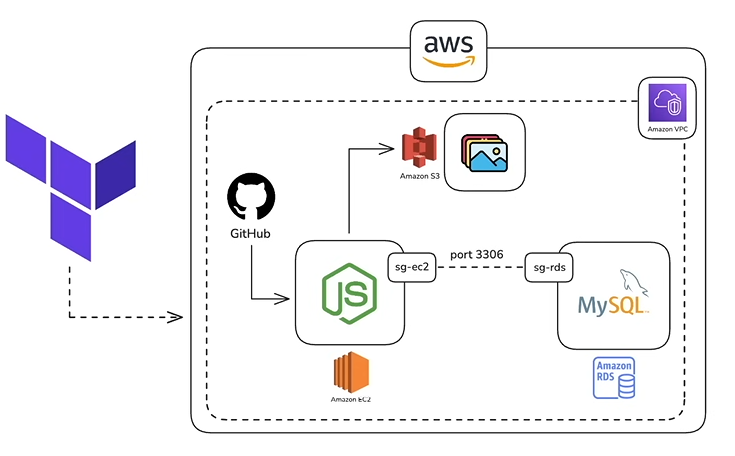 aws
Amazon VPC
Amazon S3
GitHub
JS
sg-ec2
port 3306
sg-rds
MySQL
Amazon EC2
Amazon
RDS